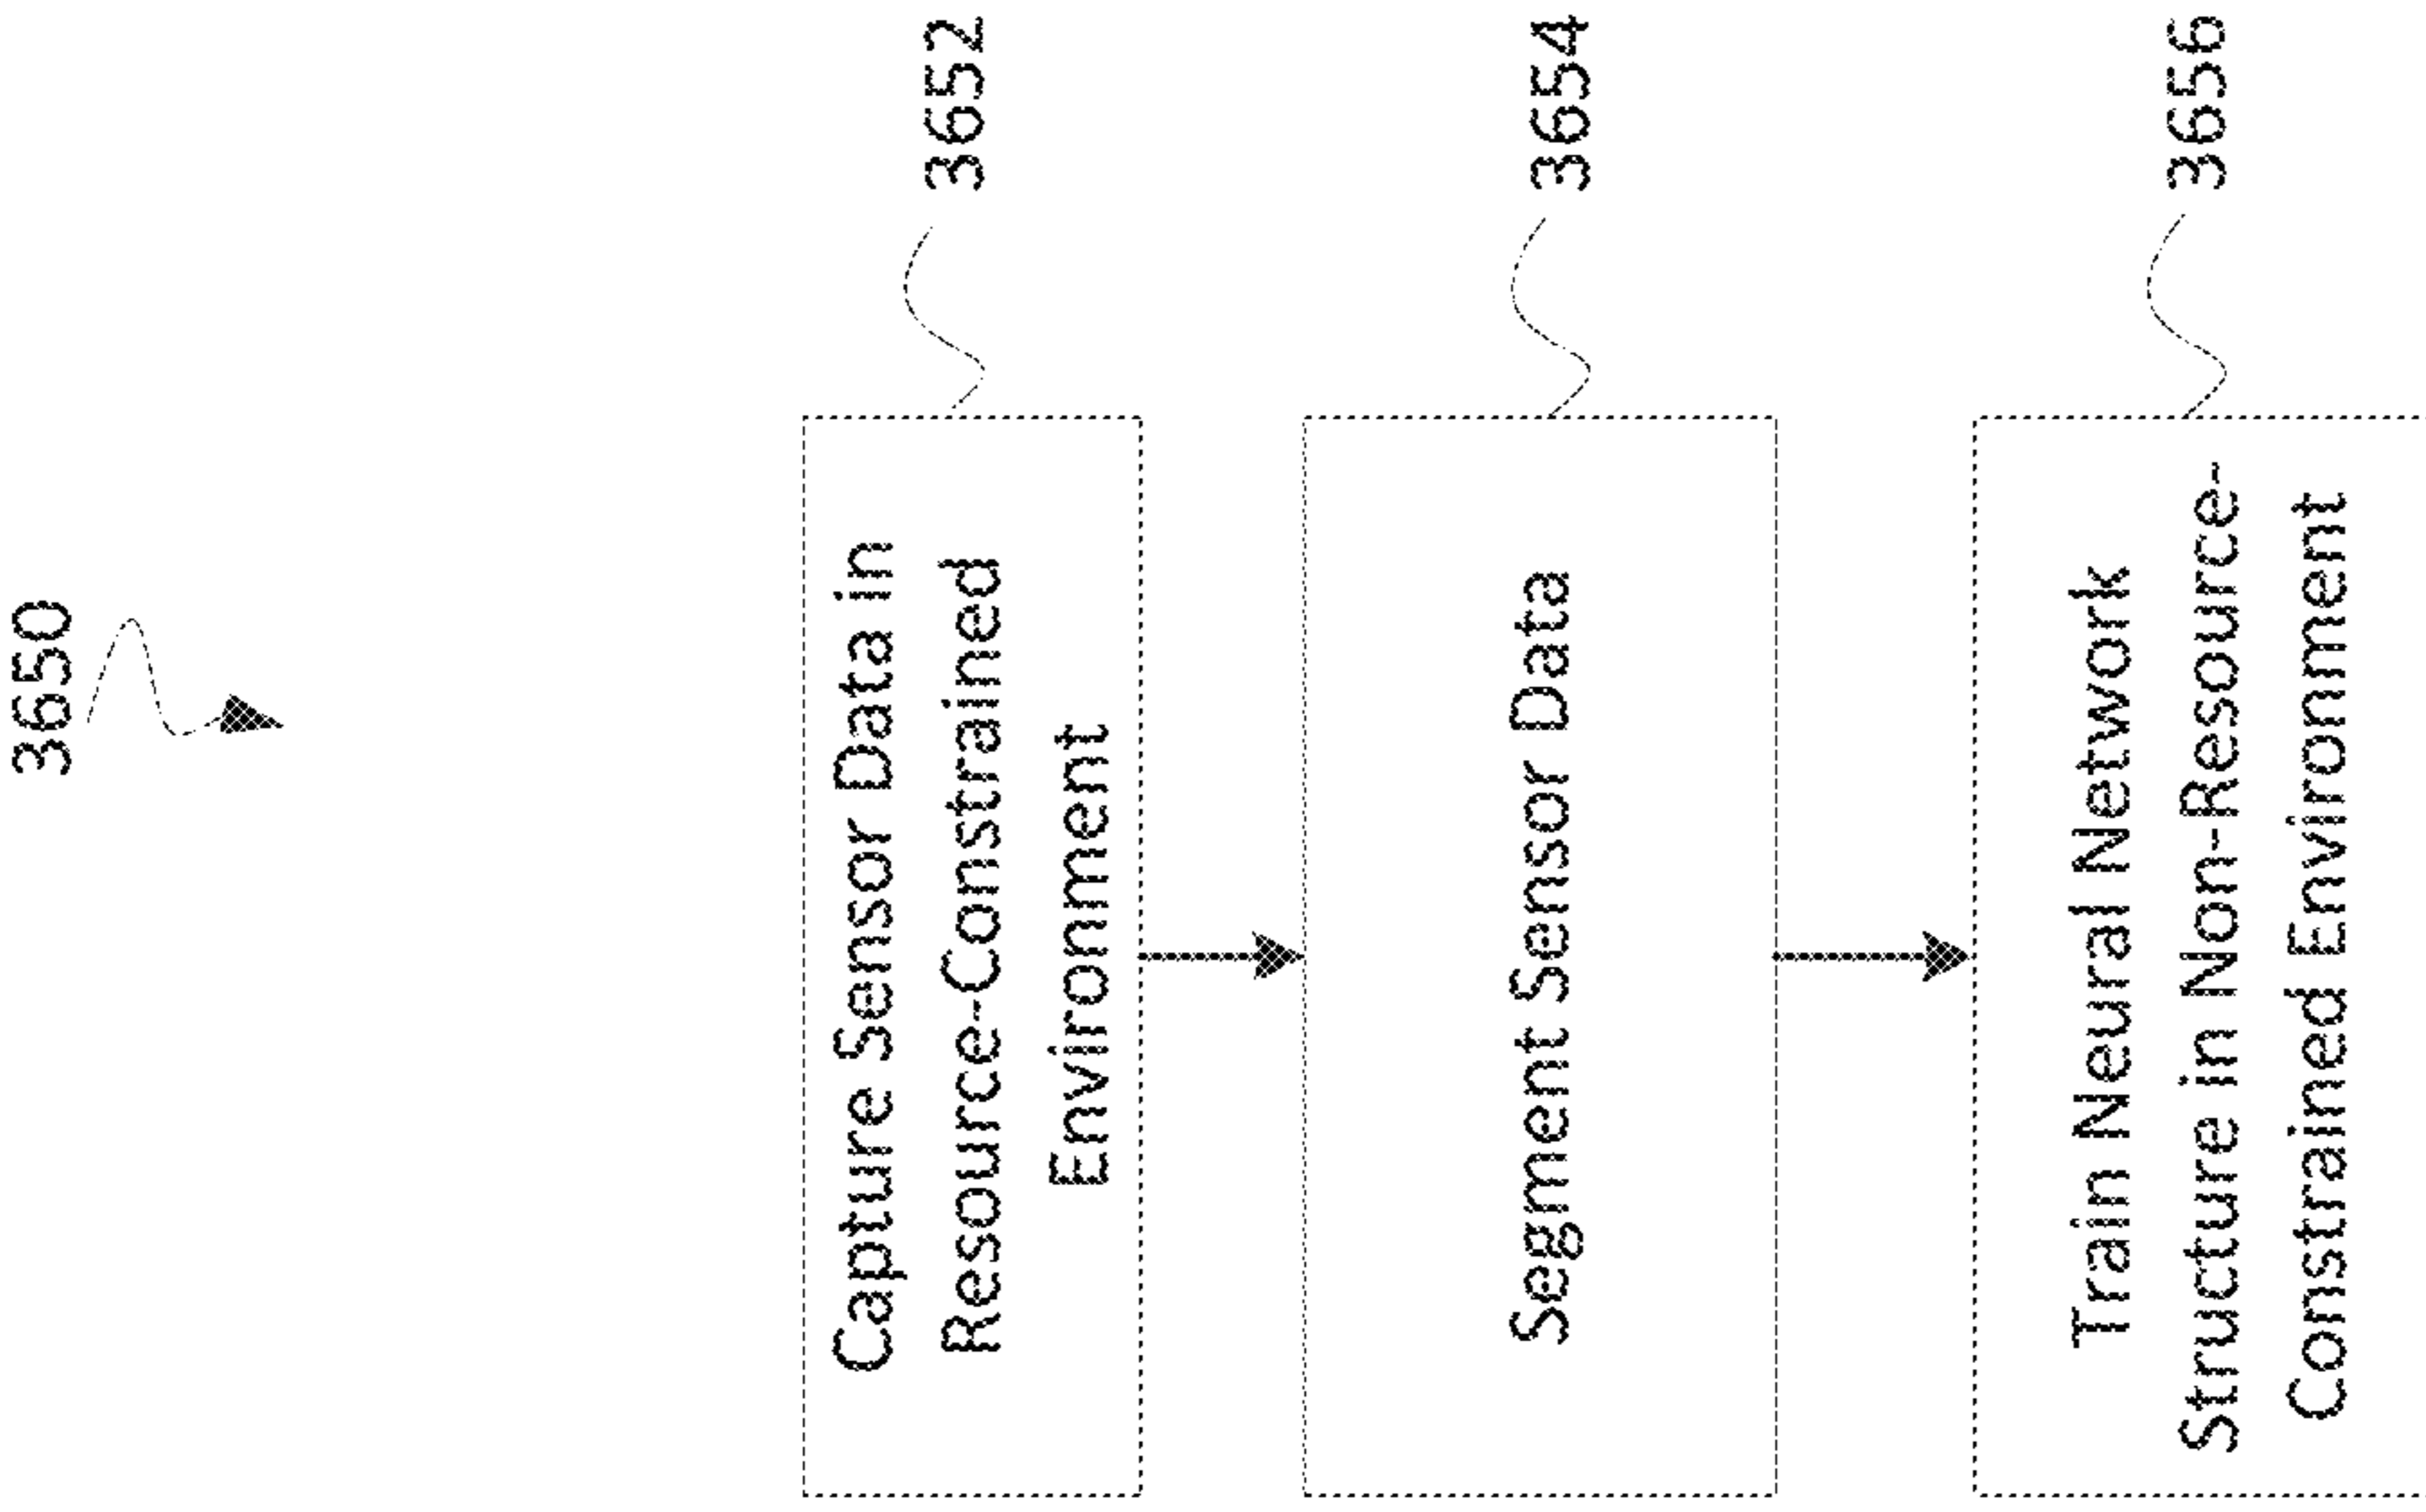 3650
Capture Sensor Data in
Resource-Constrained
Environment
3652
Segment Sensor Data
3654
Train Neural Network
Structure in Non-Resource-
Constrained Environment
3656